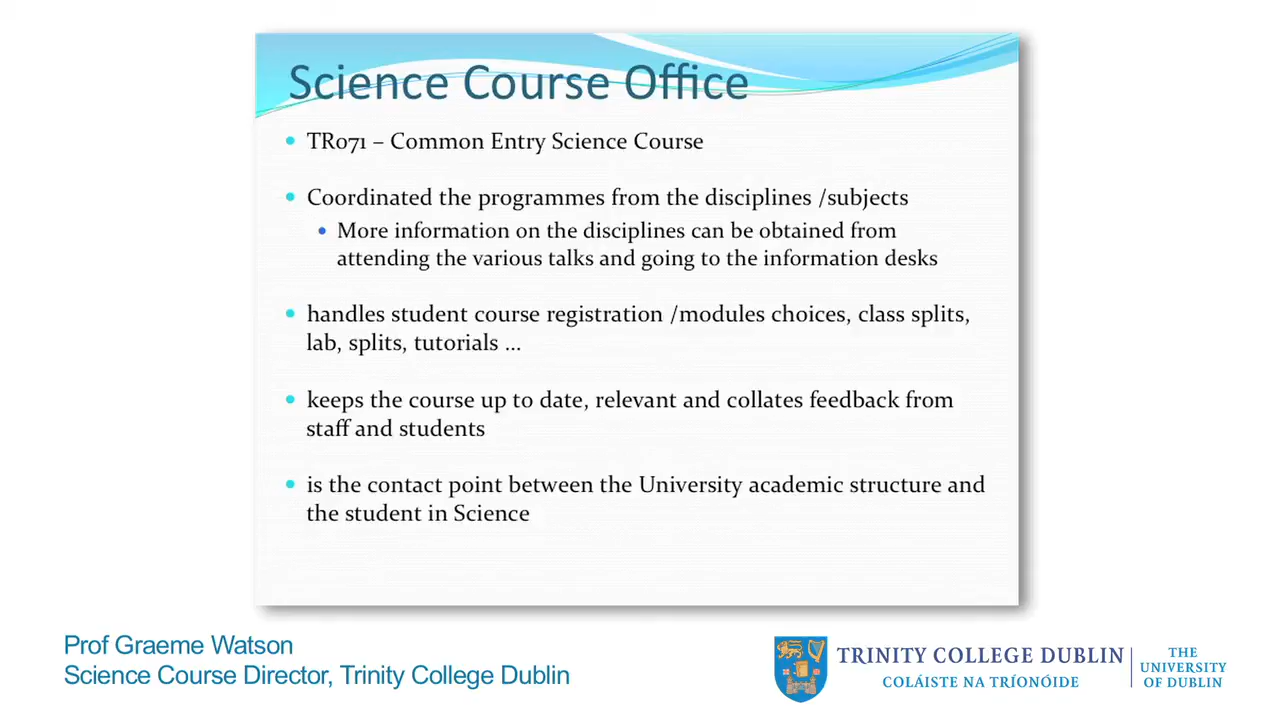 Science Course Office
TR071 – Common Entry Science Course
Coordinated the programmes from the disciplines /subjects
More information on the disciplines can be obtained from
attending the various talks and going to the information desks
handles student course registration /modules choices, class splits,
lab, splits, tutorials ...
keeps the course up to date, relevant and collates feedback from
staff and students
is the contact point between the University academic structure and
the student in Science
Prof Graeme Watson
Science Course Director, Trinity College Dublin
TRINITY COLLEGE DUBLIN
COLÁISTE NA TRÍONÓIDE
THE
UNIVERSITY
OF DUBLIN